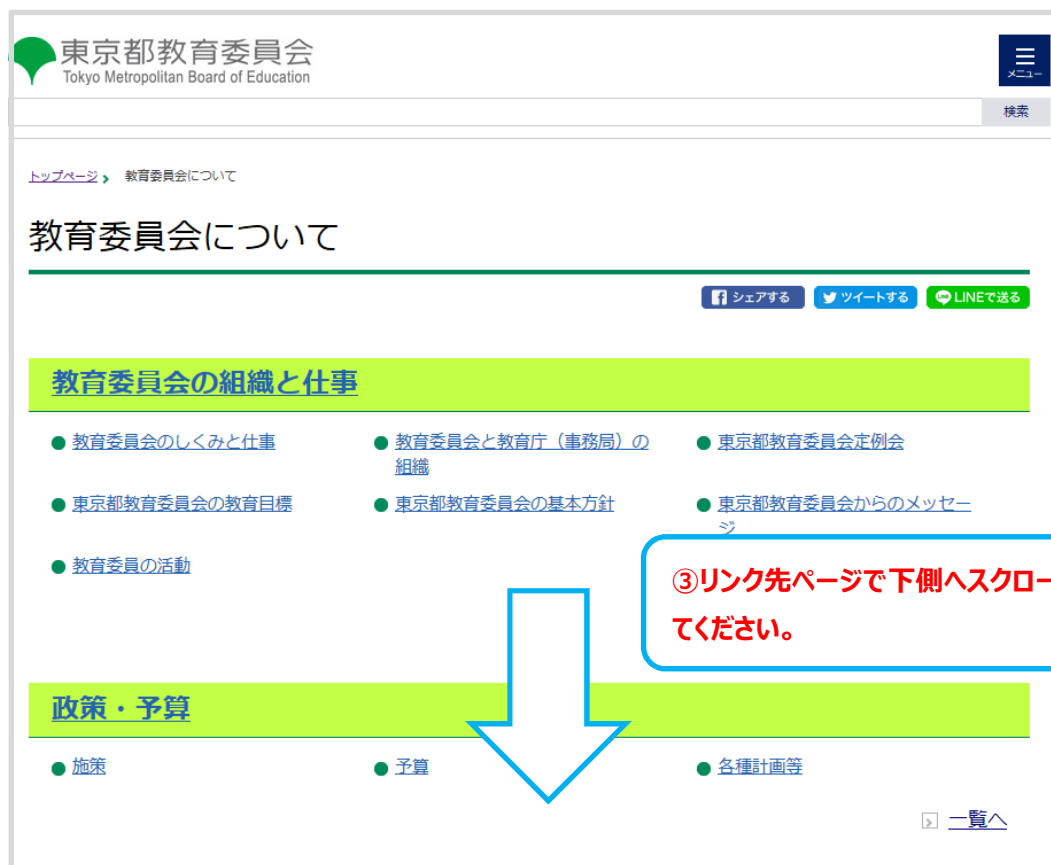 東京都教育委員会
Tokyo Metropolitan Board of Education
メニュー
検索
トップページ 教育委員会について
教育委員会について
シェアする ツイートする LINEで送る
教育委員会の組織と仕事
教育委員会のしくみと仕事 教育委員会と教育庁（事務局）の 東京都教育委員会定例会
組織
東京都教育委員会の教育目標 東京都教育委員会の基本方針 東京都教育委員会からのメッセー
ジ
教育委員の活動
③リンク先ページで下側へスクロー
てください。
政策・予算
施策 予算 各種計画等
一覧へ